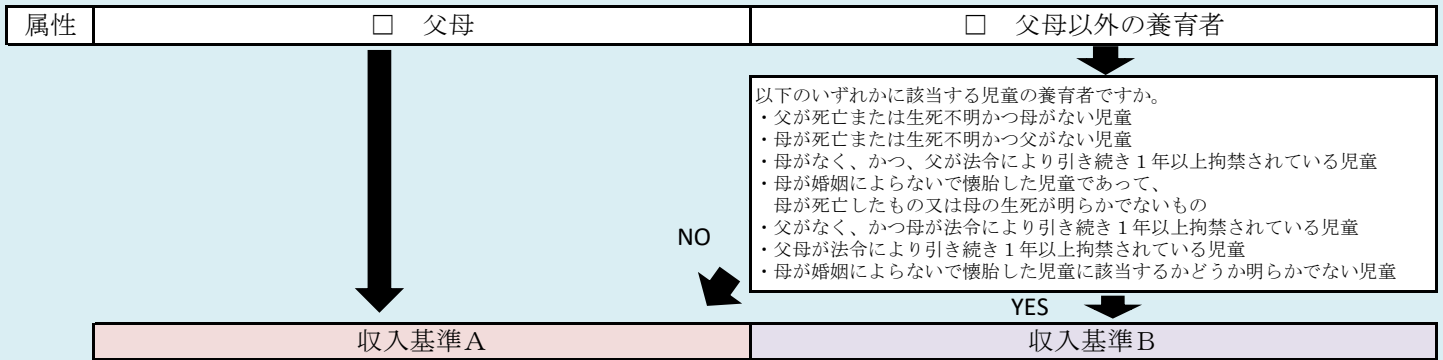 属性
□ 父母
□ 父母以外の養育者
以下のいずれかに該当する児童の養育者ですか。
・父が死亡または生死不明かつ母がない児童
・母が死亡または生死不明かつ父がない児童
・母がなく、かつ、父が法令により引き続き１年以上拘禁されている児童
・母が婚姻によらないで懐胎した児童であって、
母が死亡したもの又は母の生死が明らかでないもの
・父がなく、かつ母が法令により引き続き１年以上拘禁されている児童
・父母が法令により引き続き１年以上拘禁されている児童
・母が婚姻によらないで懐胎した児童に該当するかどうか明らかでない児童
NO
YES
収入基準Ａ
収入基準Ｂ